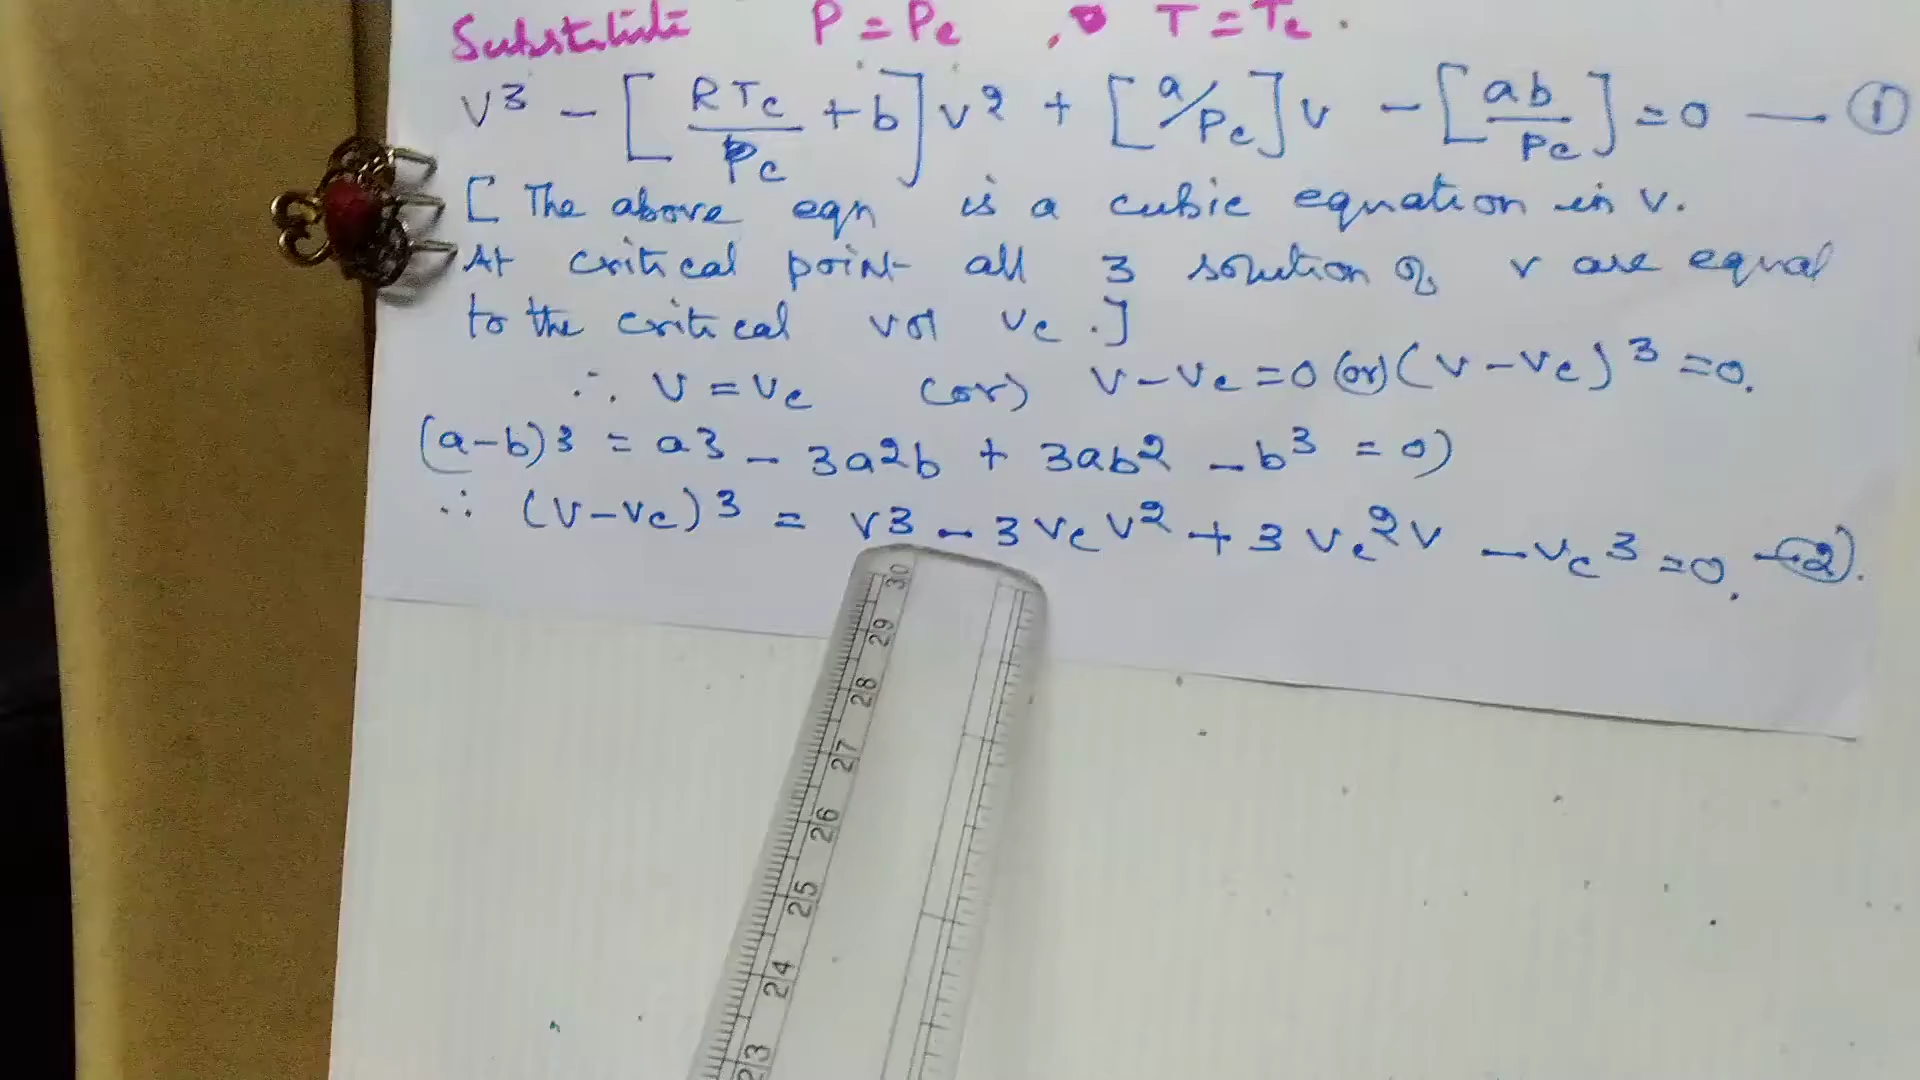 Substitute P = Pc , T = Tc .
V3 - [ RTc / Pc + b ] V2 + [ a/Pc ] V - [ ab / Pc ] = 0 — ①
[ The above eqn is a cubic equation in V.
At critical point all 3 solution of V are equal
to the critical vol Vc . ]
∴ V = Vc (or) V - Vc = 0 (or) ( V - Vc ) 3 = 0.
(a-b)3 = a3 - 3a2b + 3ab2 - b3 = 0)
∴ (V-Vc)3 = V3 - 3VcV2 + 3Vc2V - Vc3 = 0. — ②.
30
29
28
27
26
25
24
23